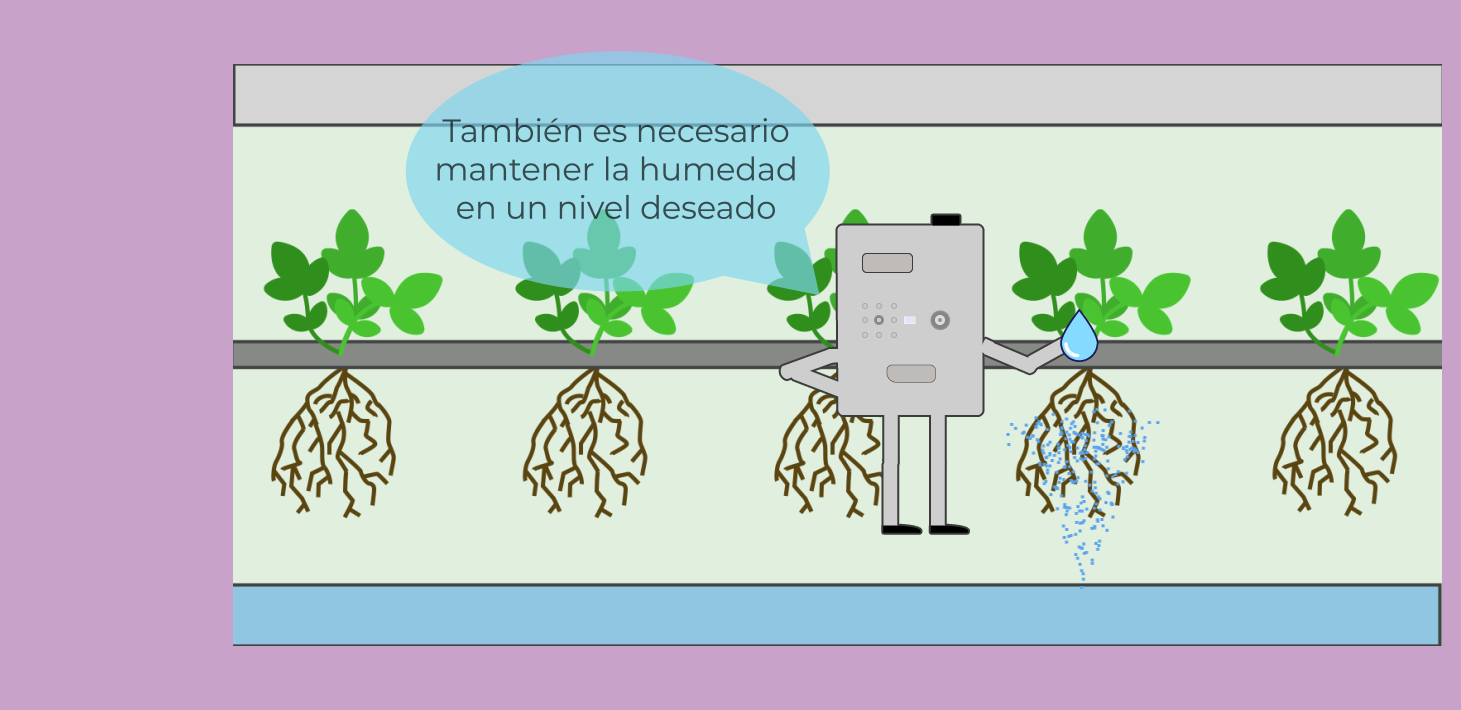 También es necesario
mantener la humedad
en un nivel deseado